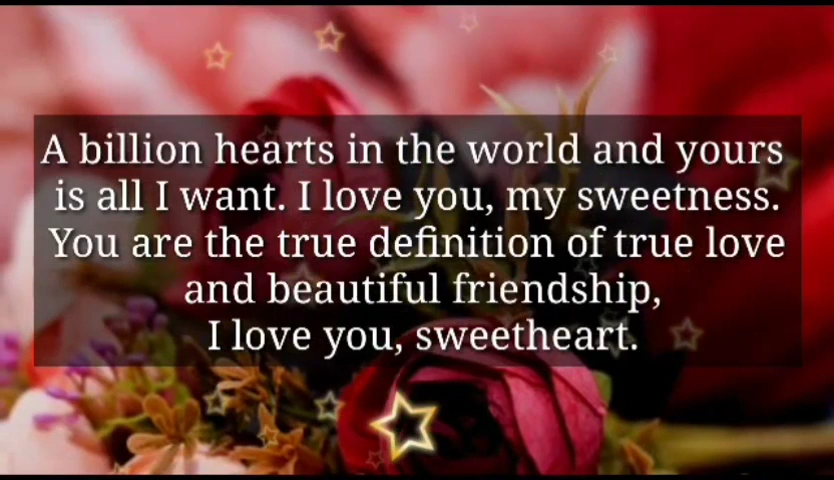 A billion hearts in the world and yours
is all I want. I love you, my sweetness.
You are the true definition of true love
and beautiful friendship,
I love you, sweetheart.